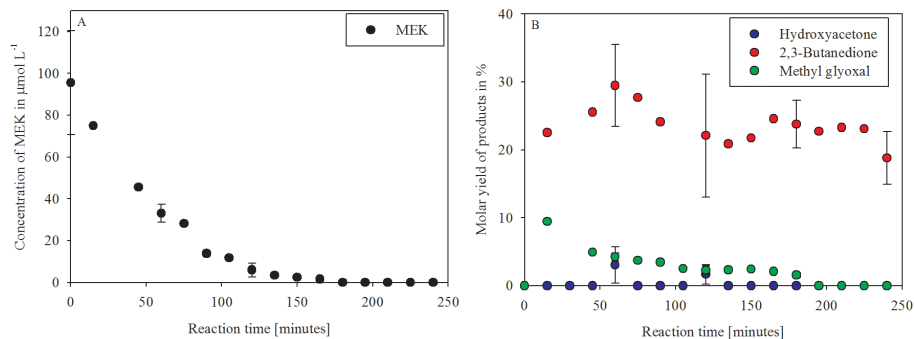 A
MEK
120
100
80
60
40
20
0
Concentration of MEK in μmol L⁻¹
0 50 100 150 200 250
Reaction time [minutes]
B
Hydroxyacetone
2,3-Butanedione
Methyl glyoxal
40
30
20
10
0
Molar yield of products in %
0 50 100 150 200 250
Reaction time [minutes]